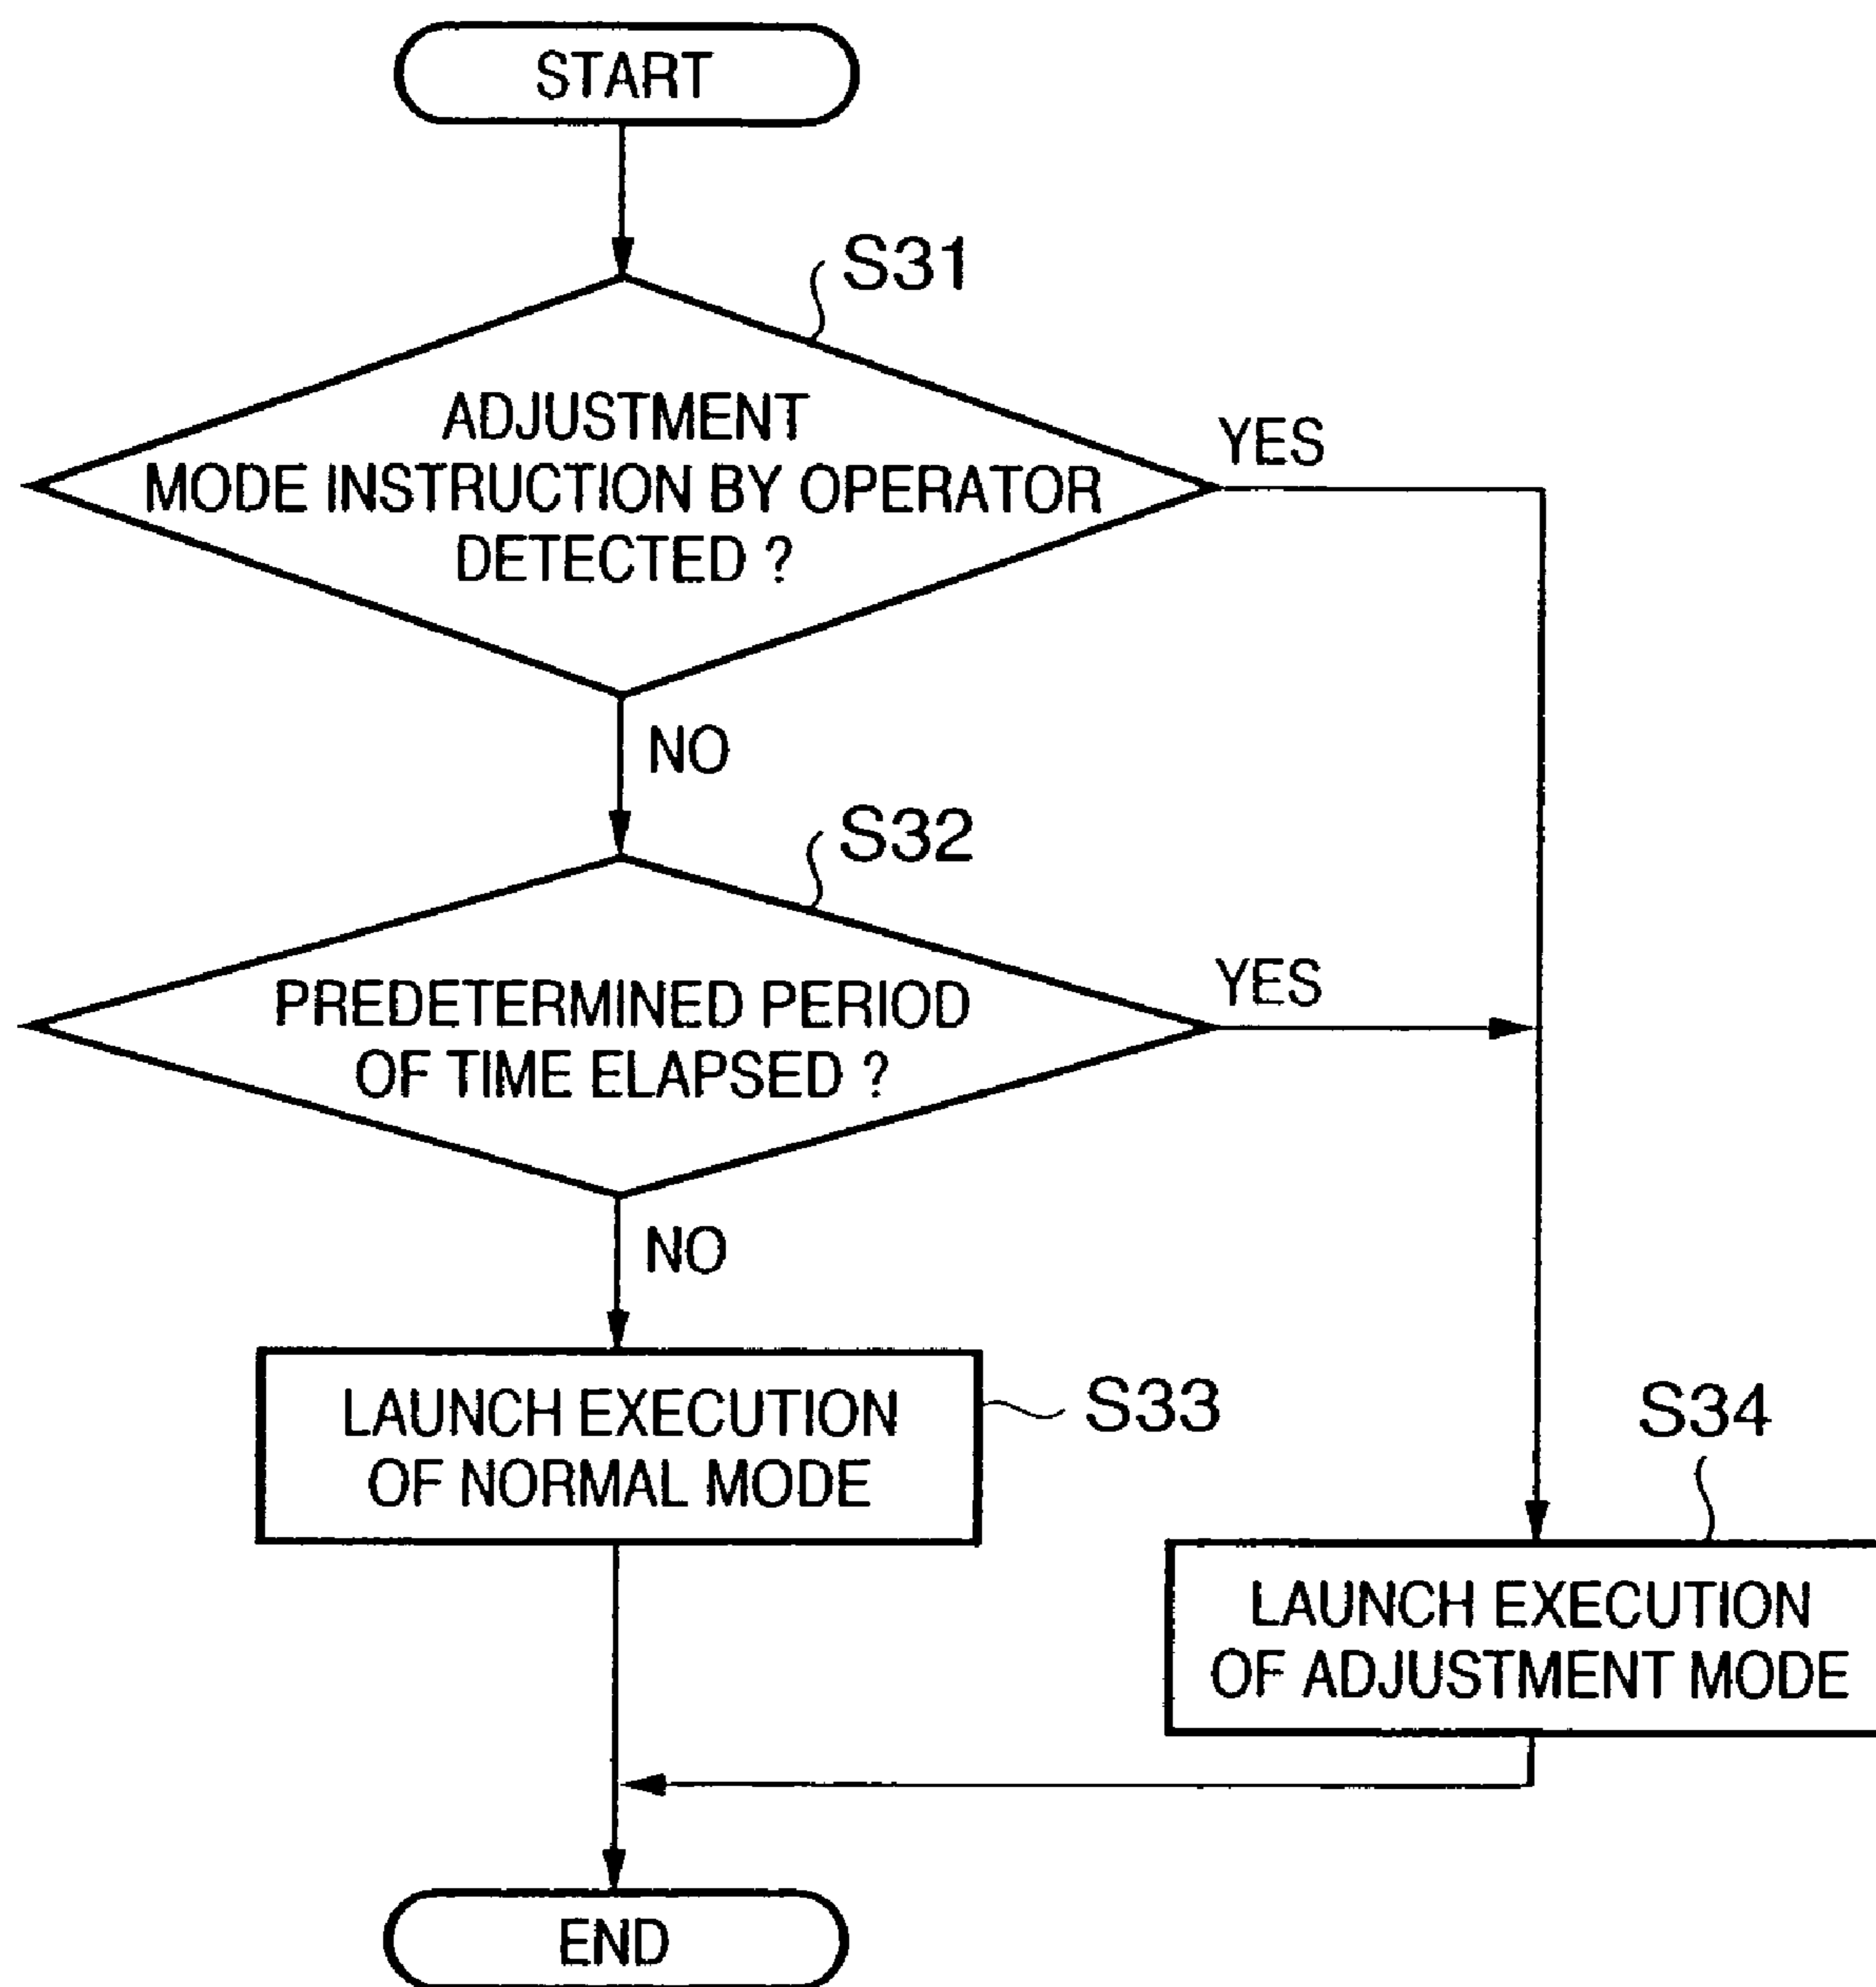 START
S31
ADJUSTMENT
MODE INSTRUCTION BY OPERATOR
DETECTED ?
YES
NO
S32
PREDETERMINED PERIOD
OF TIME ELAPSED ?
YES
NO
LAUNCH EXECUTION
OF NORMAL MODE
S33
S34
LAUNCH EXECUTION
OF ADJUSTMENT MODE
END